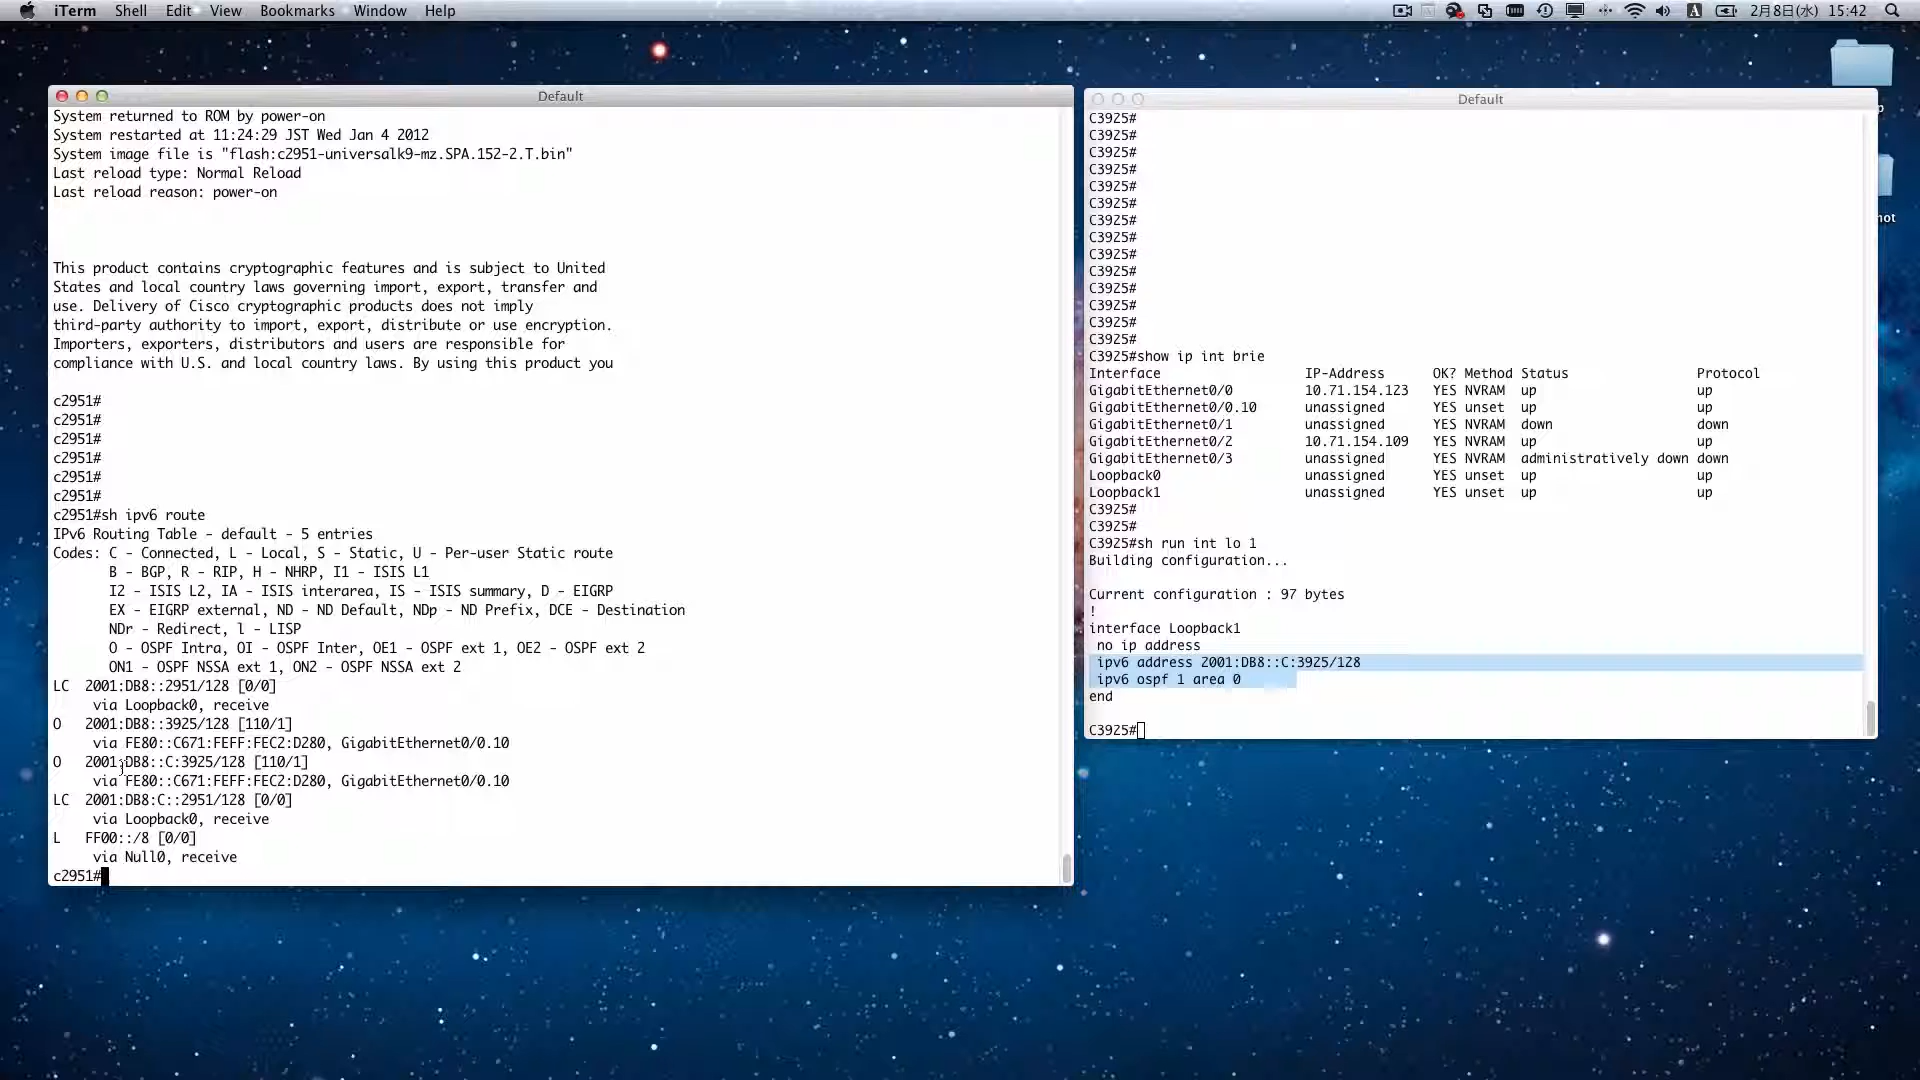 iTerm Shell Edit View Bookmarks Window Help
A 2月8日(水) 15:42
Default
System returned to ROM by power-on
System restarted at 11:24:29 JST Wed Jan 4 2012
System image file is "flash:c2951-universalk9-mz.SPA.152-2.T.bin"
Last reload type: Normal Reload
Last reload reason: power-on
This product contains cryptographic features and is subject to United
States and local country laws governing import, export, transfer and
use. Delivery of Cisco cryptographic products does not imply
third-party authority to import, export, distribute or use encryption.
Importers, exporters, distributors and users are responsible for
compliance with U.S. and local country laws. By using this product you
c2951#
c2951#
c2951#
c2951#
c2951#
c2951#
c2951#sh ipv6 route
IPv6 Routing Table - default - 5 entries
Codes: C - Connected, L - Local, S - Static, U - Per-user Static route
B - BGP, R - RIP, H - NHRP, I1 - ISIS L1
I2 - ISIS L2, IA - ISIS interarea, IS - ISIS summary, D - EIGRP
EX - EIGRP external, ND - ND Default, NDp - ND Prefix, DCE - Destination
NDr - Redirect, l - LISP
O - OSPF Intra, OI - OSPF Inter, OE1 - OSPF ext 1, OE2 - OSPF ext 2
ON1 - OSPF NSSA ext 1, ON2 - OSPF NSSA ext 2
LC 2001:DB8::2951/128 [0/0]
via Loopback0, receive
O 2001:DB8::3925/128 [110/1]
via FE80::C671:FEFF:FEC2:D280, GigabitEthernet0/0.10
O 2001:DB8::C:3925/128 [110/1]
via FE80::C671:FEFF:FEC2:D280, GigabitEthernet0/0.10
LC 2001:DB8:C::2951/128 [0/0]
via Loopback0, receive
L FF00::/8 [0/0]
via Null0, receive
c2951#
Default
C3925#
C3925#
C3925#
C3925#
C3925#
C3925#
C3925#
C3925#
C3925#
C3925#
C3925#
C3925#
C3925#
C3925#
C3925#show ip int brie
Interface IP-Address OK? Method Status Protocol
GigabitEthernet0/0 10.71.154.123 YES NVRAM up up
GigabitEthernet0/0.10 unassigned YES unset up up
GigabitEthernet0/1 unassigned YES NVRAM down down
GigabitEthernet0/2 10.71.154.109 YES NVRAM up up
GigabitEthernet0/3 unassigned YES NVRAM administratively down down
Loopback0 unassigned YES unset up up
Loopback1 unassigned YES unset up up
C3925#
C3925#
C3925#sh run int lo 1
Building configuration...
Current configuration : 97 bytes
!
interface Loopback1
no ip address
ipv6 address 2001:DB8::C:3925/128
ipv6 ospf 1 area 0
end
C3925#